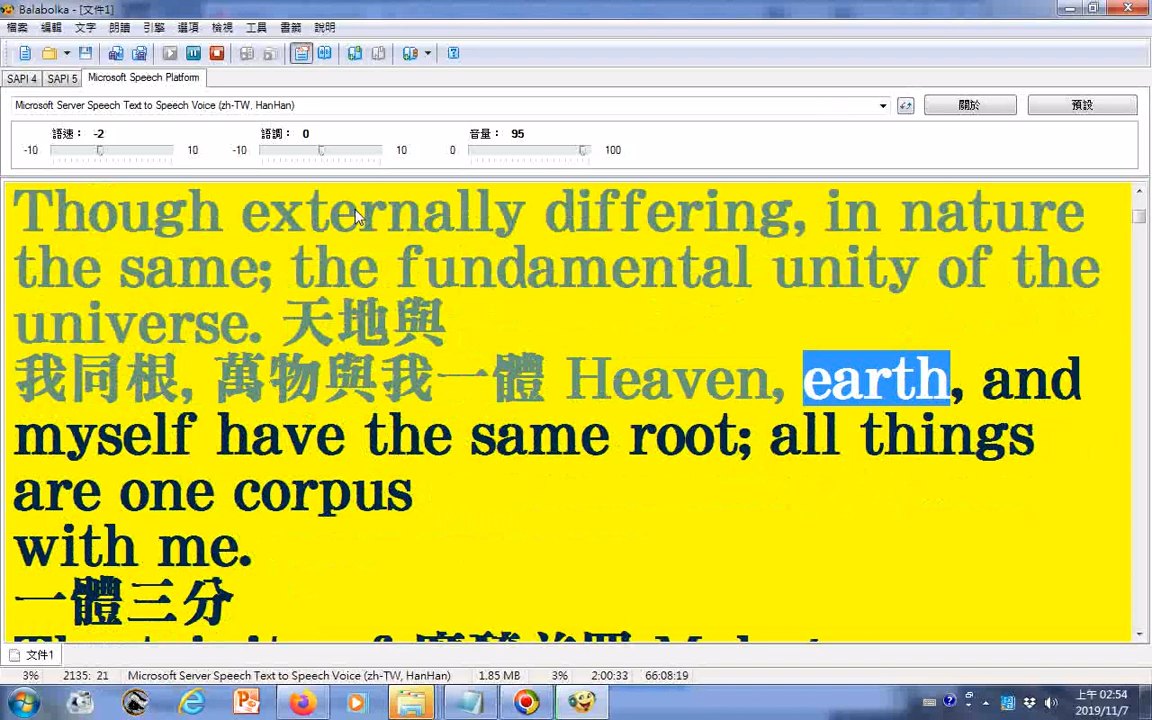 Balabolka - [文件1]
檔案 編輯 文字 朗讀 引擎 選項 檢視 工具 書籤 說明
SAPI 4 SAPI 5 Microsoft Speech Platform
Microsoft Server Speech Text to Speech Voice (zh-TW, HanHan) 關於 預設
語速： -2 語調： 0 音量： 95
-10 10 -10 10 0 100
Though externally differing, in nature
the same; the fundamental unity of the
universe. 天地與
我同根, 萬物與我一體 Heaven, earth, and
myself have the same root; all things
are one corpus
with me.
一體三分
文件1
3% 2135: 21 Microsoft Server Speech Text to Speech Voice (zh-TW, HanHan) 1.85 MB 3% 2:00:33 66:08:19
上午 02:54
2019/11/7